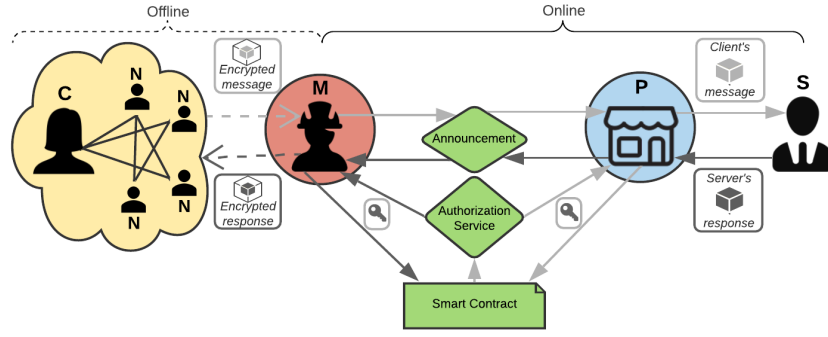 Offline
Online
Encrypted
message
Client's
message
C
N
N
N
N
M
P
S
Announcement
Authorization
Service
Encrypted
response
Server's
response
Smart Contract